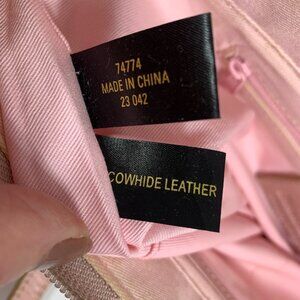 74774
MADE IN CHINA
23 042
COWHIDE LEATHER